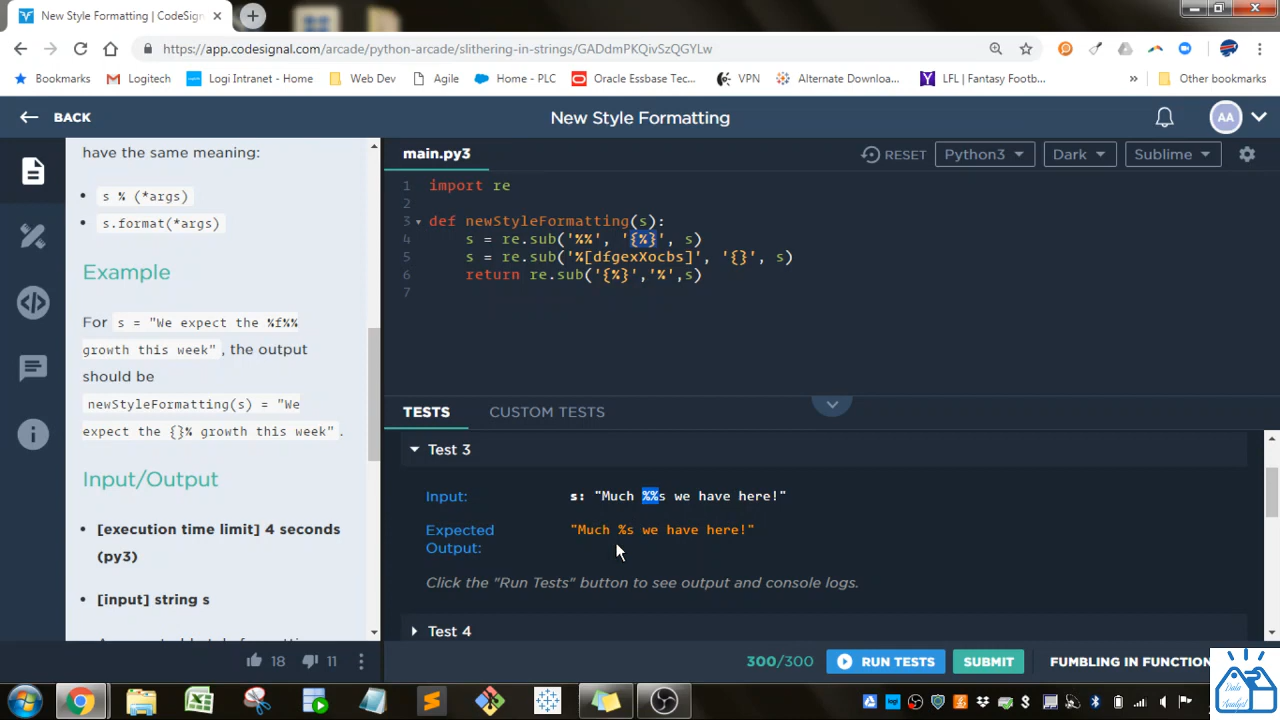 New Style Formatting | CodeSign
https://app.codesignal.com/arcade/python-arcade/slithering-in-strings/GADdmPKQivSzQGYLw
Bookmarks Logitech Logi Intranet - Home Web Dev Agile Home - PLC Oracle Essbase Tec... VPN Alternate Downloa... LFL | Fantasy Footb... » Other bookmarks
BACK New Style Formatting AA
have the same meaning:
s % (*args)
s.format(*args)
Example
For s = "We expect the %f%%
growth this week", the output
should be
newStyleFormatting(s) = "We
expect the {}% growth this week".
Input/Output
[execution time limit] 4 seconds
(py3)
[input] string s
18 11
main.py3 RESET Python3 Dark Sublime
1 import re
2
3 def newStyleFormatting(s):
4 s = re.sub('%%', '{%}', s)
5 s = re.sub('%[dfgexXocbs]', '{}', s)
6 return re.sub('{%}','%',s)
7
TESTS CUSTOM TESTS
Test 3
Input: s: "Much %%s we have here!"
Expected Output: "Much %s we have here!"
Click the "Run Tests" button to see output and console logs.
Test 4
300/300 RUN TESTS SUBMIT FUMBLING IN FUNCTION
Data
Analyst